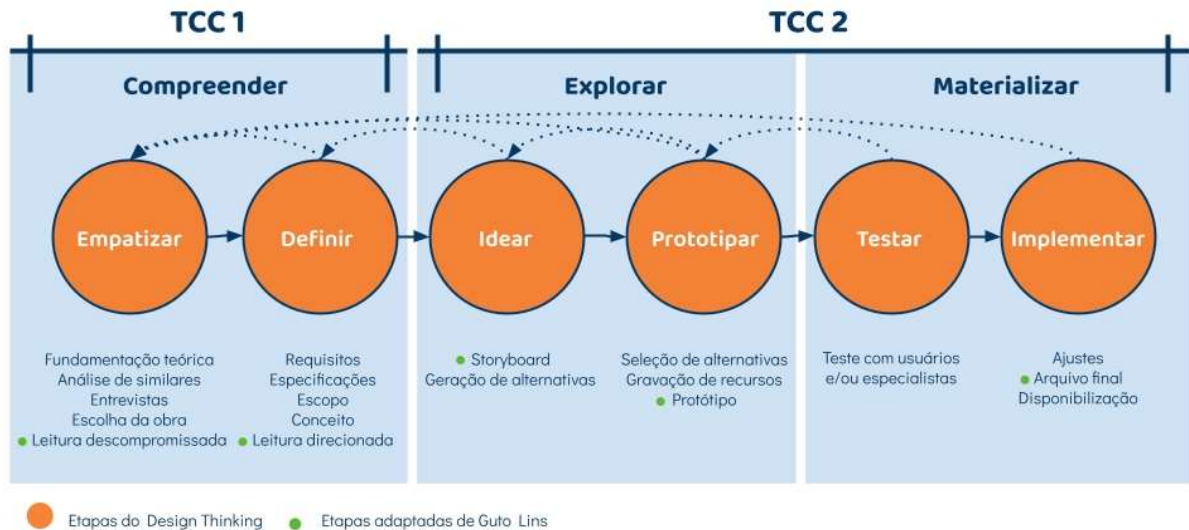 TCC 1
TCC 2
Compreender
Explorar
Materializar
Empatizar
Definir
Idear
Prototipar
Testar
Implementar
Fundamentação teórica
Análise de similares
Entrevistas
Escolha da obra
Leitura descompromissada
Requisitos
Especificações
Escopo
Conceito
Leitura direcionada
Storyboard
Geração de alternativas
Seleção de alternativas
Gravação de recursos
Protótipo
Teste com usuários
e/ou especialistas
Ajustes
Arquivo final
Disponibilização
Etapas do Design Thinking
Etapas adaptadas de Guto Lins